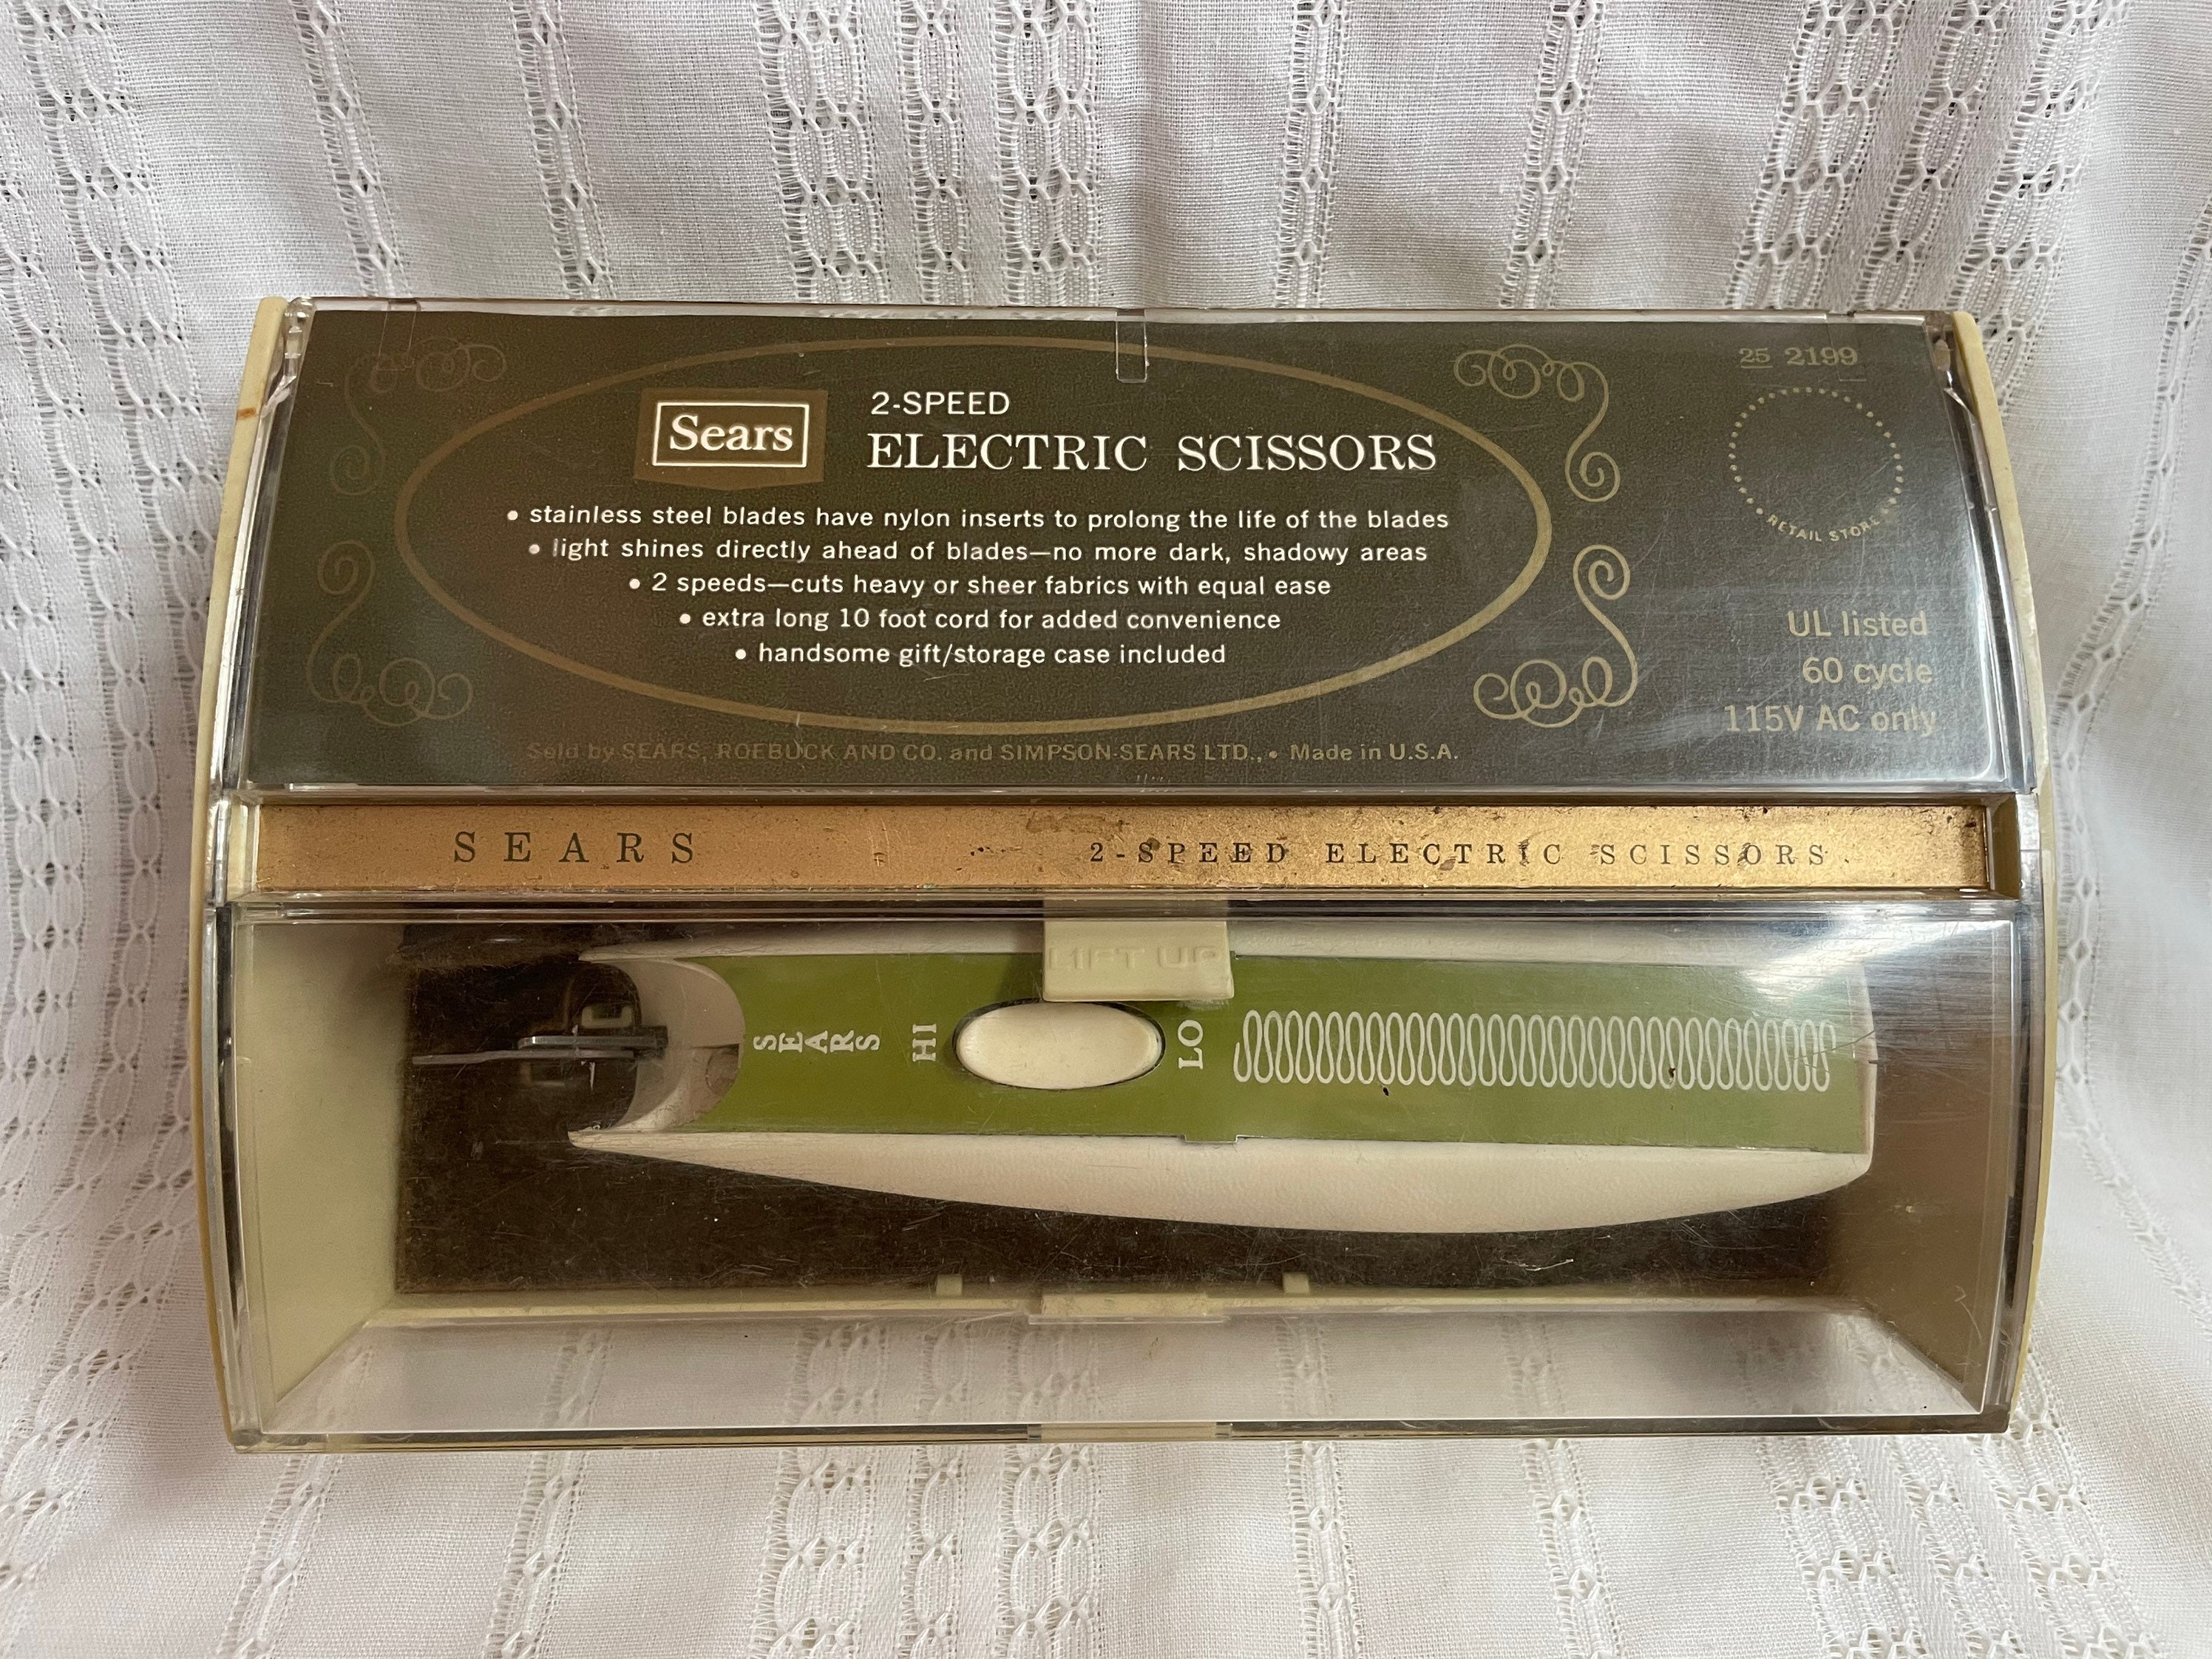 25 2199
Sears
2-SPEED
ELECTRIC SCISSORS
• stainless steel blades have nylon inserts to prolong the life of the blades
• light shines directly ahead of blades—no more dark, shadowy areas
• 2 speeds—cuts heavy or sheer fabrics with equal ease
• extra long 10 foot cord for added convenience
• handsome gift/storage case included
• RETAIL STORE •
UL listed
60 cycle
115V AC only
Sold by SEARS, ROEBUCK AND CO. and SIMPSON-SEARS LTD., • Made in U.S.A.
SEARS 2-SPEED ELECTRIC SCISSORS
LIFT UP
SEARS
HI
LO